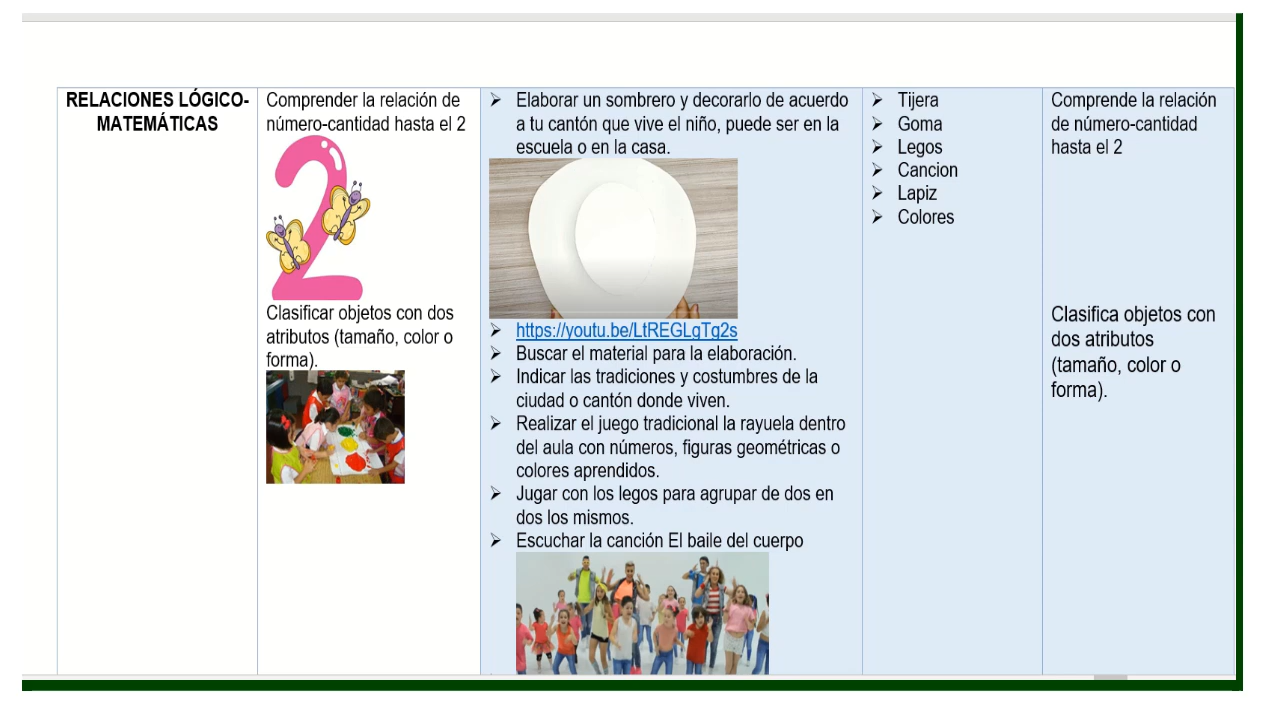 RELACIONES LÓGICO-
MATEMÁTICAS
Comprender la relación de
número-cantidad hasta el 2
2
Clasificar objetos con dos
atributos (tamaño, color o
forma).
➤ Elaborar un sombrero y decorarlo de acuerdo
a tu cantón que vive el niño, puede ser en la
escuela o en la casa.
➤ https://youtu.be/LtREGLgTg2s
➤ Buscar el material para la elaboración.
➤ Indicar las tradiciones y costumbres de la
ciudad o cantón donde viven.
➤ Realizar el juego tradicional la rayuela dentro
del aula con números, figuras geométricas o
colores aprendidos.
➤ Jugar con los legos para agrupar de dos en
dos los mismos.
➤ Escuchar la canción El baile del cuerpo
➤ Tijera
➤ Goma
➤ Legos
➤ Cancion
➤ Lapiz
➤ Colores
Comprende la relación
de número-cantidad
hasta el 2
Clasifica objetos con
dos atributos
(tamaño, color o
forma).